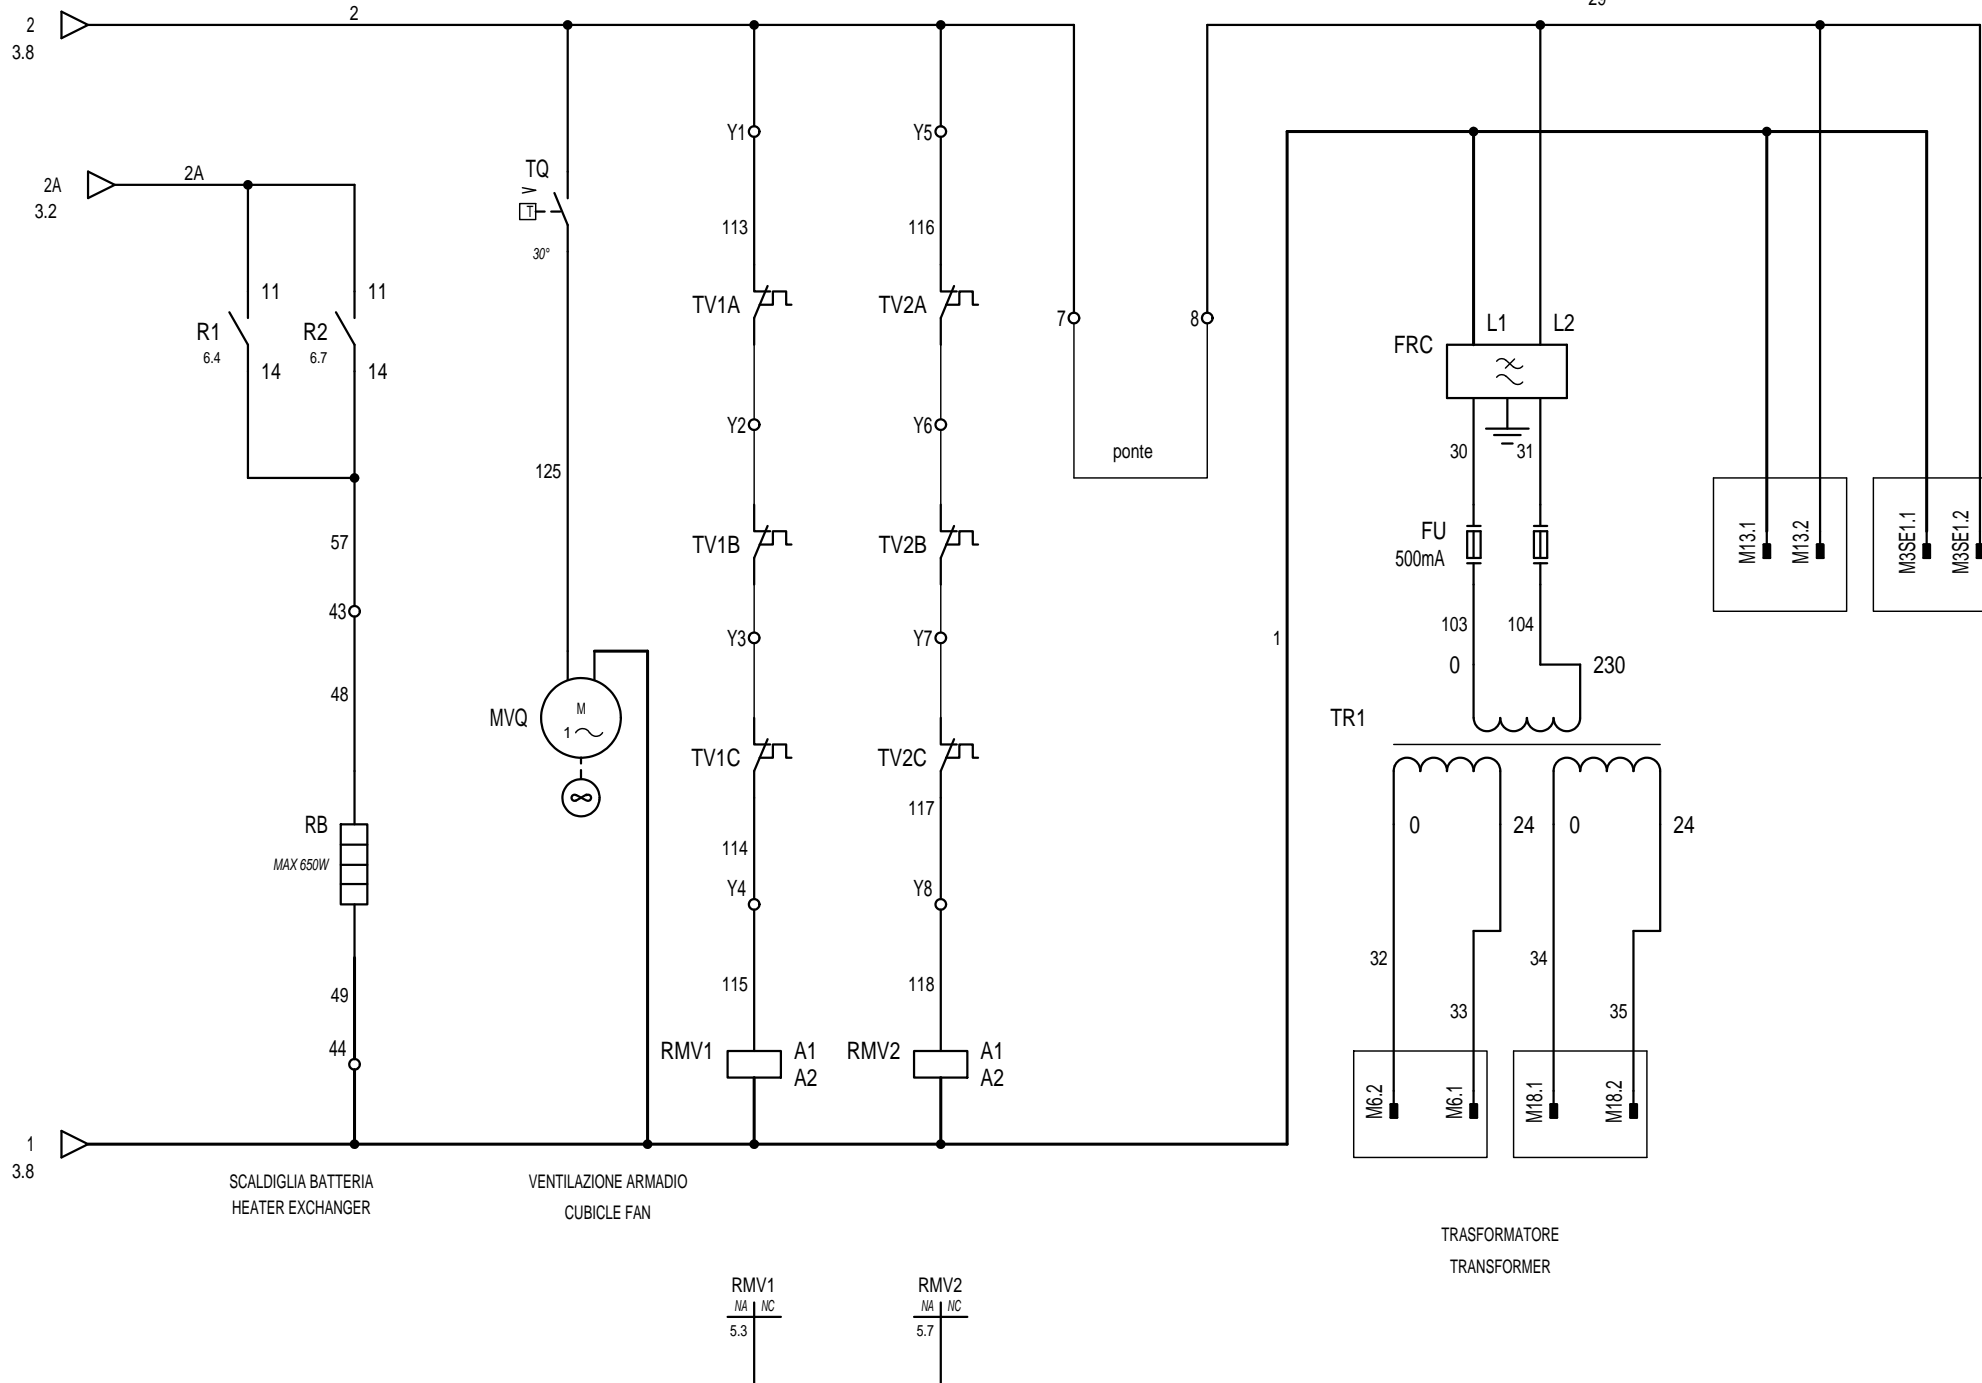 2
3.8
2
29
2A
3.2
2A
11
R1
6.4
14
11
R2
6.7
14
57
43
48
RB
MAX 650W
49
44
1
3.8
SCALDIGLIA BATTERIA
HEATER EXCHANGER
TQ
V
T
30°
125
MVQ
M
1
VENTILAZIONE ARMADIO
CUBICLE FAN
Y1
113
TV1A
Y2
TV1B
Y3
TV1C
114
Y4
115
RMV1
A1
A2
Y5
116
TV2A
Y6
TV2B
Y7
TV2C
117
Y8
118
RMV2
A1
A2
7
8
ponte
1
FRC
L1
L2
30
31
FU
500mA
103
104
0
230
TR1
0
24
0
24
32
33
34
35
M6.2
M6.1
M18.1
M18.2
M13.1
M13.2
M3SE1.1
M3SE1.2
TRASFORMATORE
TRANSFORMER
RMV1
NA NC
5.3
RMV2
NA NC
5.7